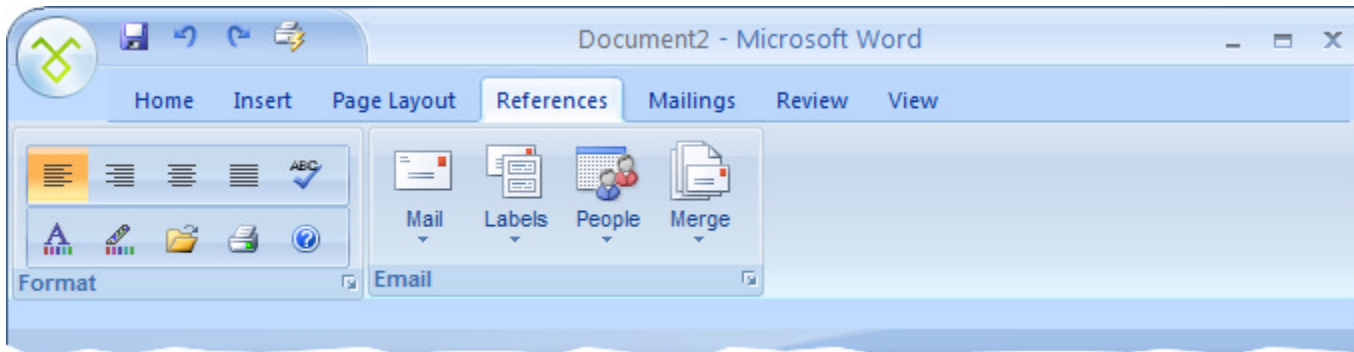 Document2 - Microsoft Word
Home Insert Page Layout References Mailings Review View
ABC
A
Mail Labels People Merge
Format Email